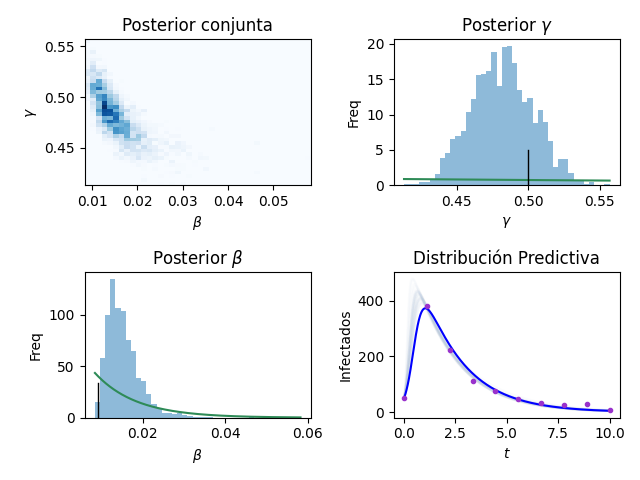 Posterior conjunta
0.55
0.50
0.45
γ
0.01 0.02 0.03 0.04 0.05
β
Posterior γ
20
15
10
5
0
Freq
0.45 0.50 0.55
γ
Posterior β
100
50
0
Freq
0.02 0.04 0.06
β
Distribución Predictiva
400
200
0
Infectados
0.0 2.5 5.0 7.5 10.0
t